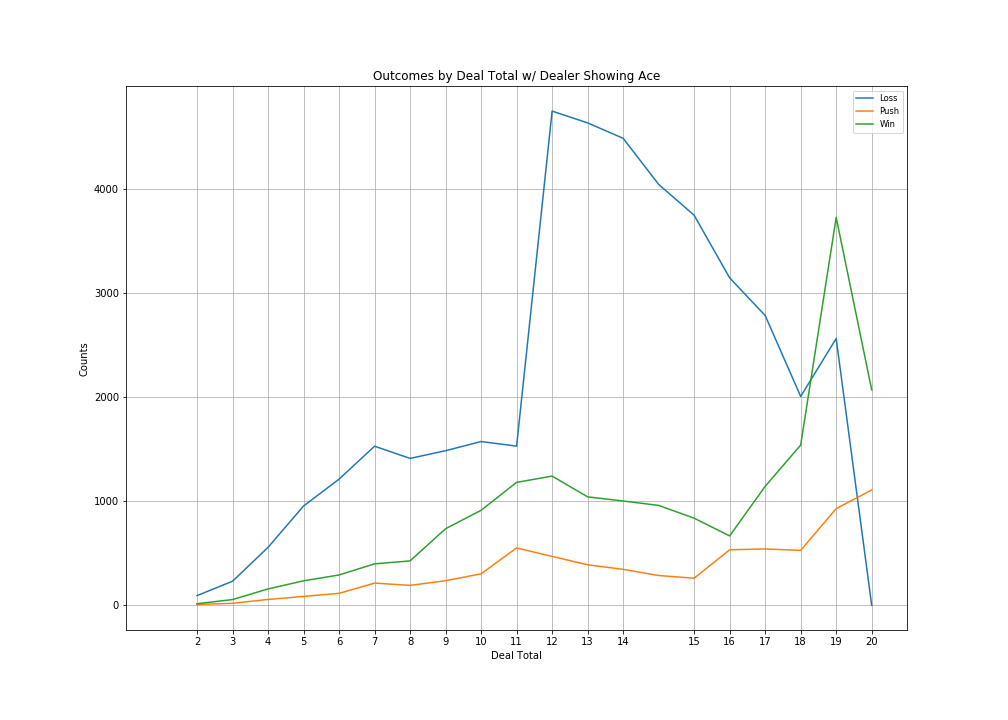 Outcomes by Deal Total w/ Dealer Showing Ace
Loss
Push
Win
Counts
4000
3000
2000
1000
0
2 3 4 5 6 7 8 9 10 11 12 13 14 15 16 17 18 19 20
Deal Total